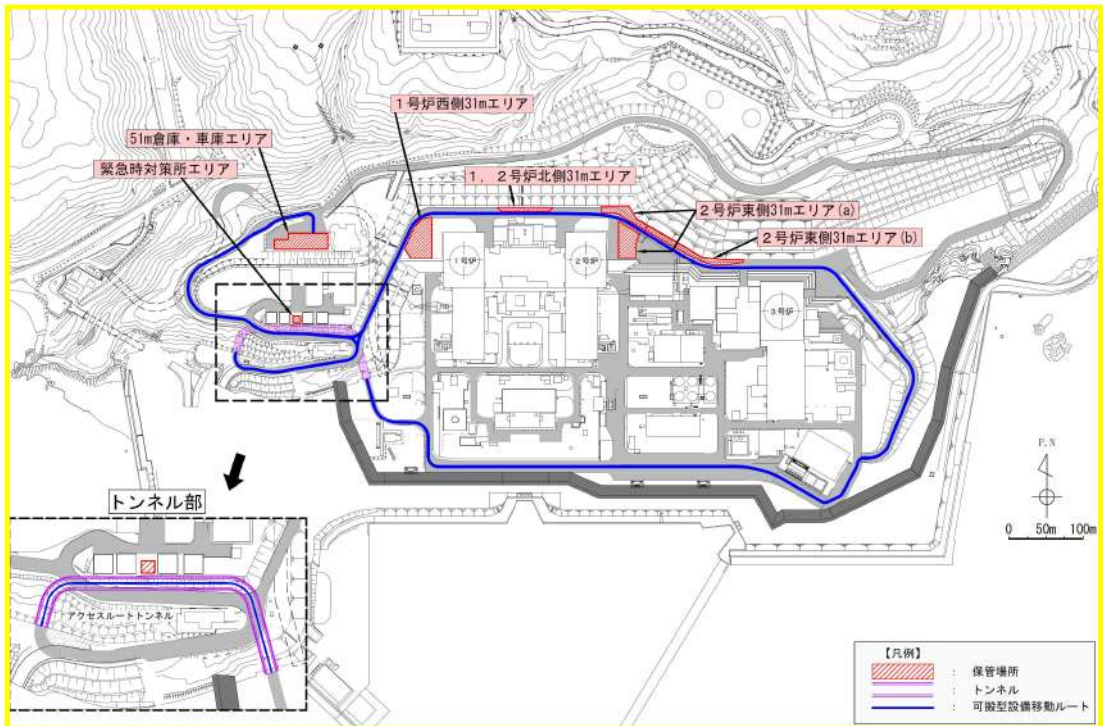 1号炉西側31mエリア
51m倉庫・車庫エリア
緊急時対策所エリア
1，2号炉北側31mエリア
2号炉東側31mエリア(a)
2号炉東側31mエリア(b)
1号炉
2号炉
3号炉
P.N
0 50m 100m
トンネル部
アクセスルートトンネル
【凡例】
： 保管場所
： トンネル
： 可搬型設備移動ルート